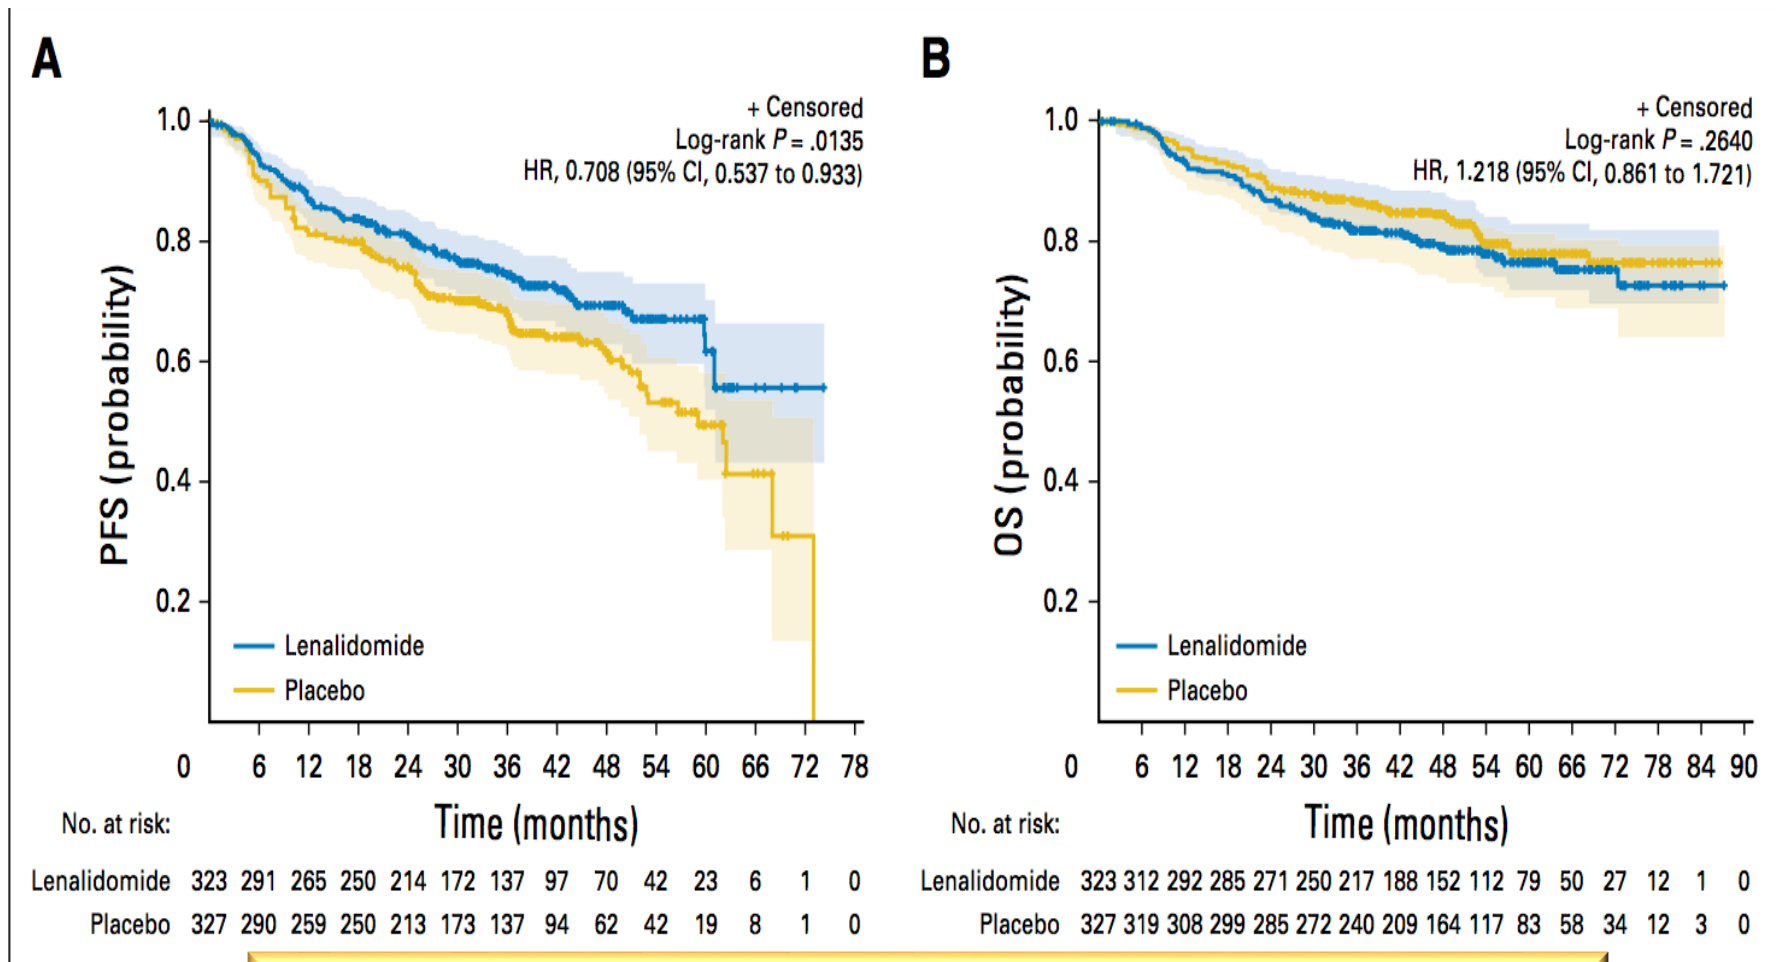 A
+ Censored
Log-rank P = .0135
HR, 0.708 (95% CI, 0.537 to 0.933)
1.0
0.8
0.6
0.4
0.2
PFS (probability)
Lenalidomide
Placebo
0 6 12 18 24 30 36 42 48 54 60 66 72 78
Time (months)
No. at risk:
Lenalidomide 323 291 265 250 214 172 137 97 70 42 23 6 1 0
Placebo 327 290 259 250 213 173 137 94 62 42 19 8 1 0
B
+ Censored
Log-rank P = .2640
HR, 1.218 (95% CI, 0.861 to 1.721)
1.0
0.8
0.6
0.4
0.2
OS (probability)
Lenalidomide
Placebo
0 6 12 18 24 30 36 42 48 54 60 66 72 78 84 90
Time (months)
No. at risk:
Lenalidomide 323 312 292 285 271 250 217 188 152 112 79 50 27 12 1 0
Placebo 327 319 308 299 285 272 240 209 164 117 83 58 34 12 3 0